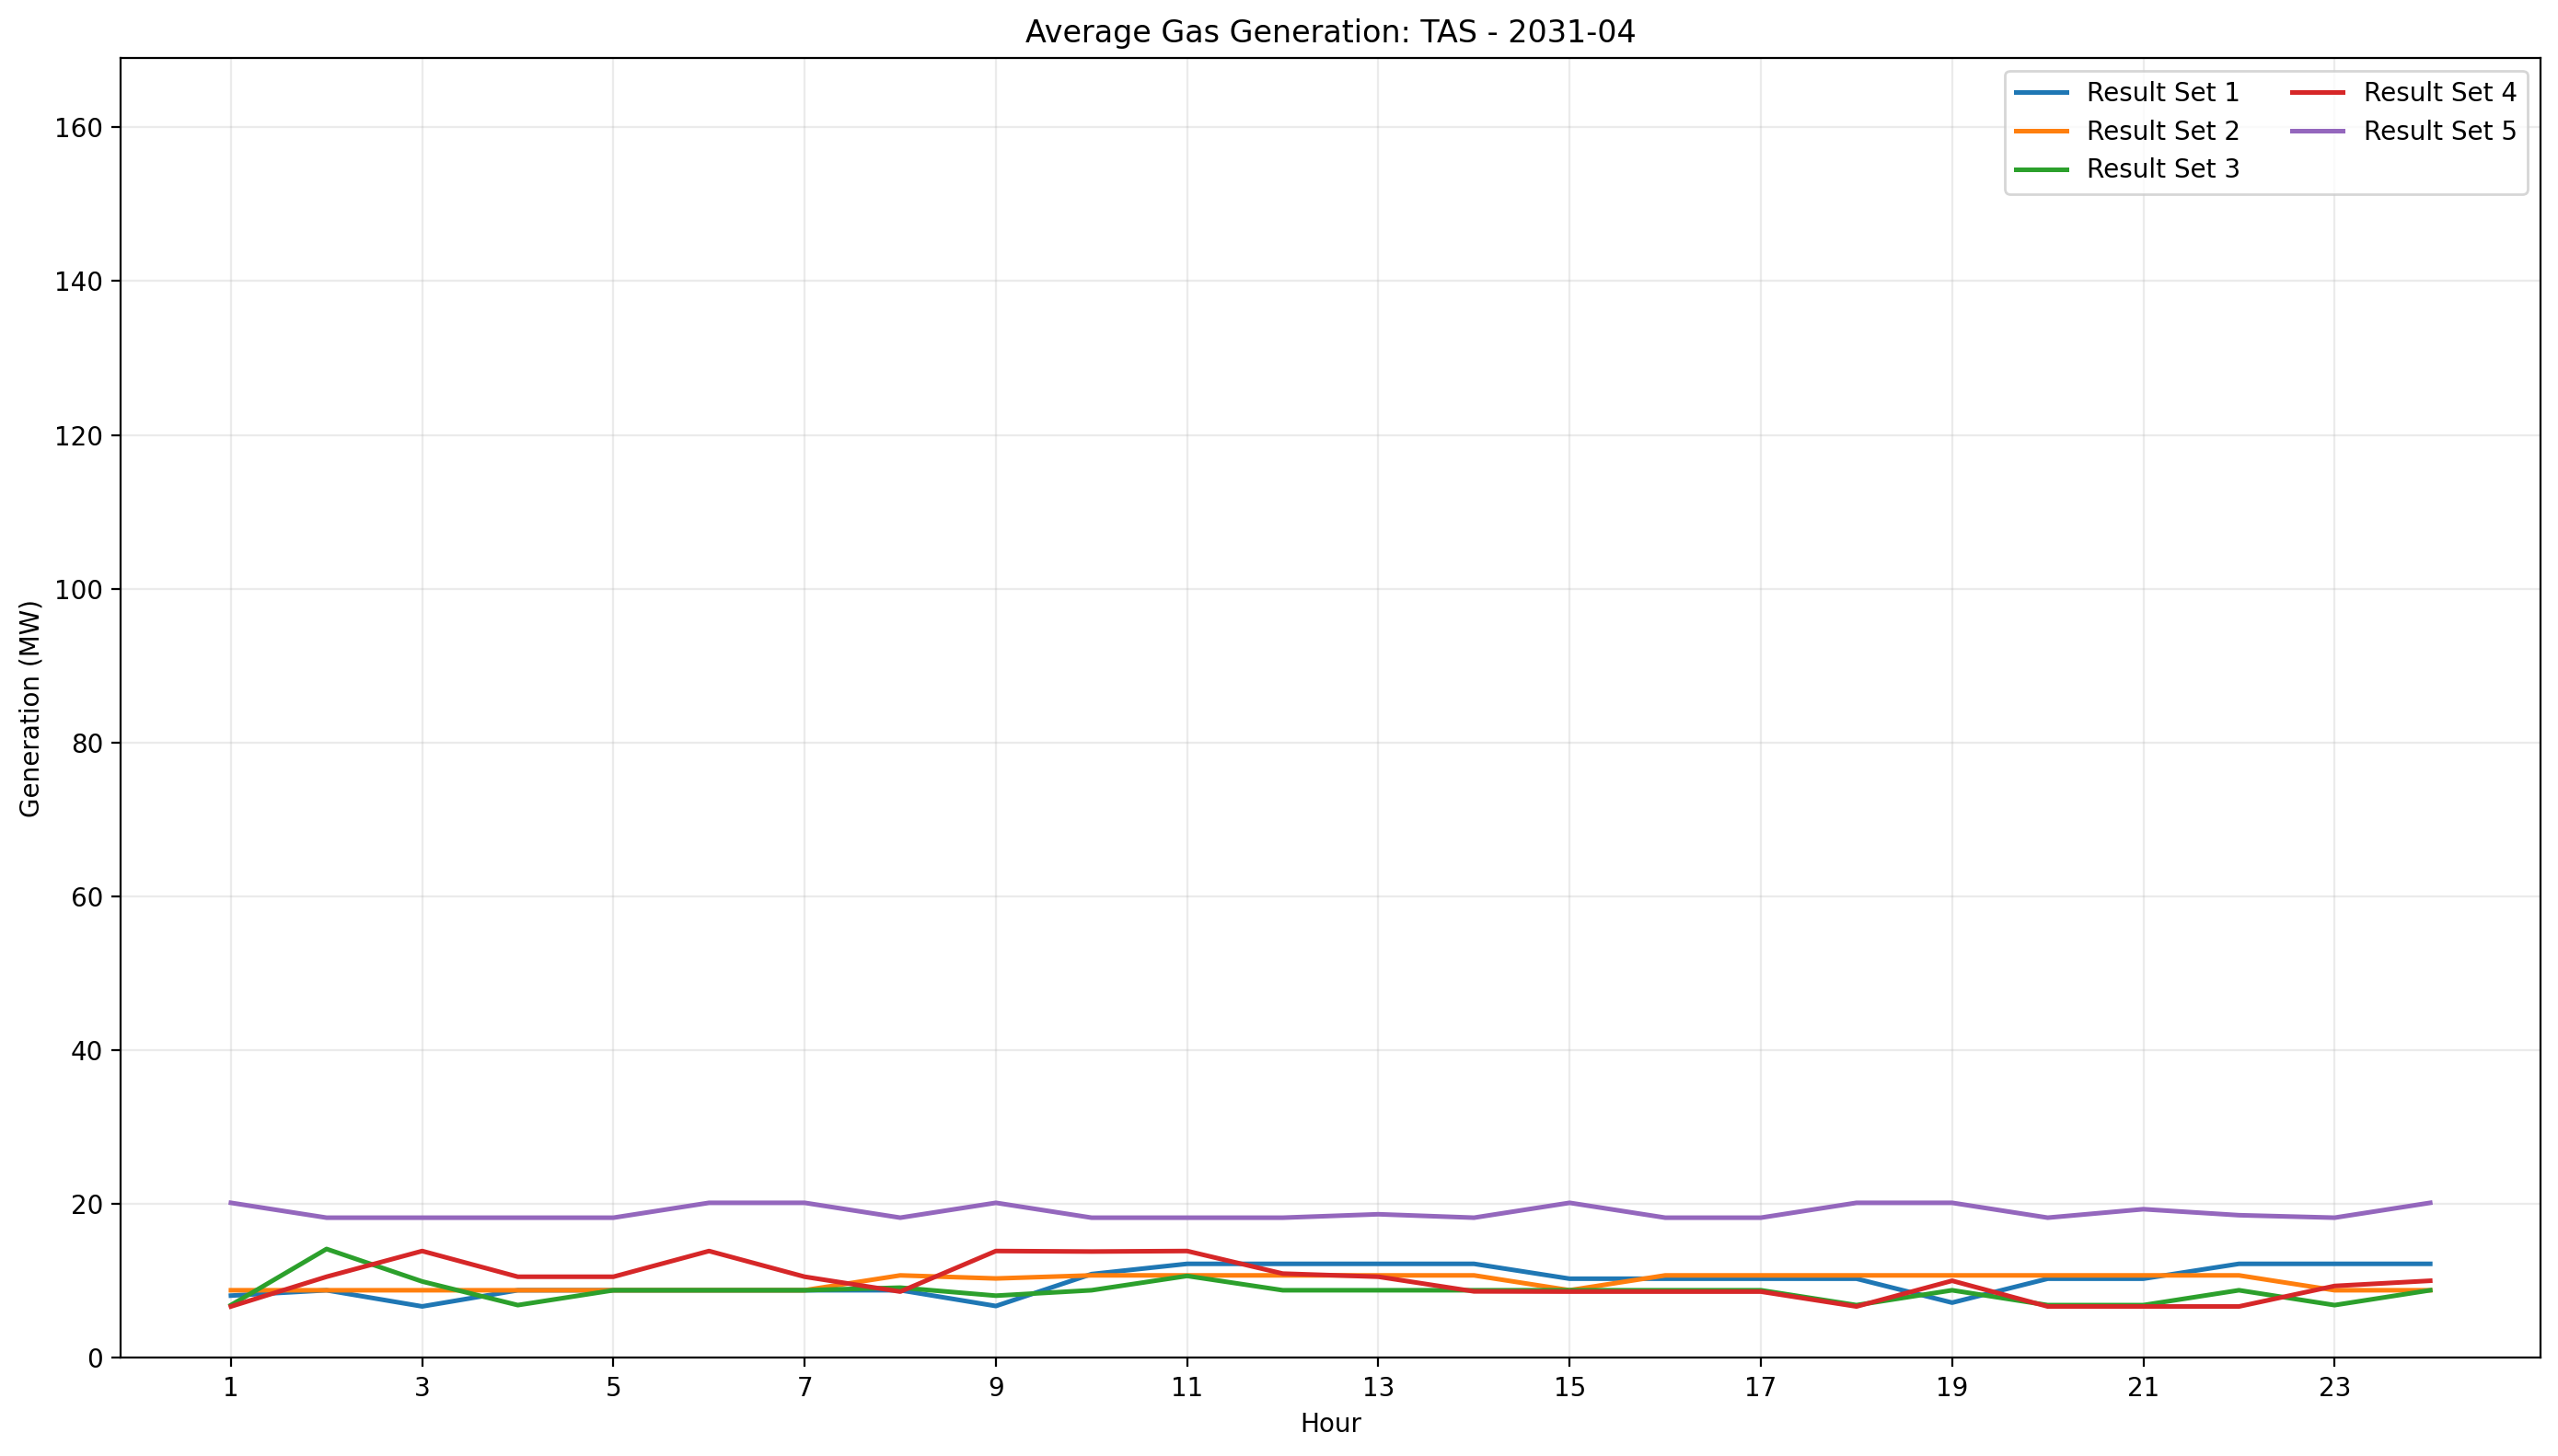 Average Gas Generation: TAS - 2031-04
Result Set 1
Result Set 2
Result Set 3
Result Set 4
Result Set 5
Generation (MW)
160
140
120
100
80
60
40
20
0
1 3 5 7 9 11 13 15 17 19 21 23
Hour